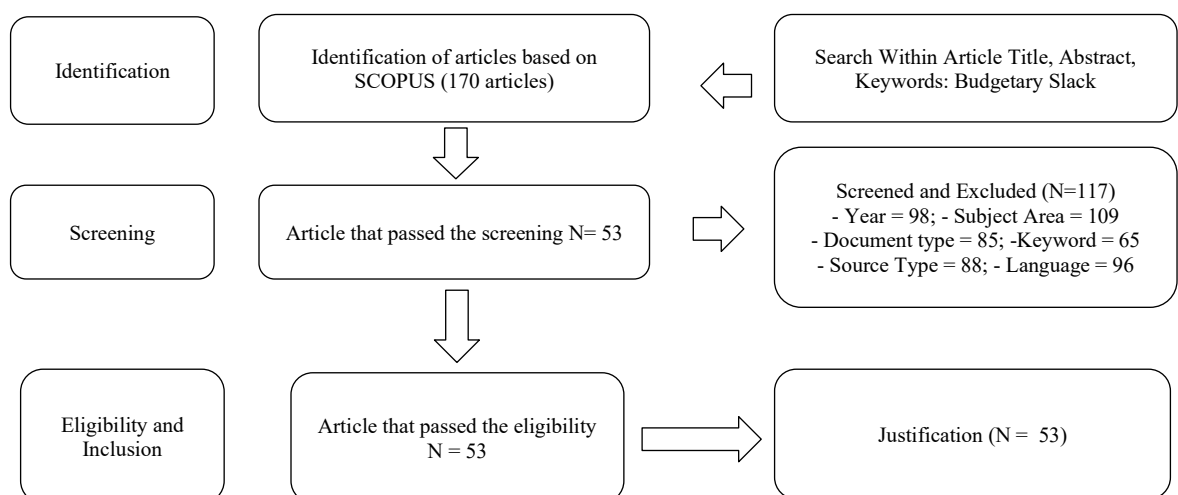 Identification
Identification of articles based on
SCOPUS (170 articles)
Search Within Article Title, Abstract,
Keywords: Budgetary Slack
Screening
Article that passed the screening N= 53
Screened and Excluded (N=117)
- Year = 98; - Subject Area = 109
- Document type = 85; -Keyword = 65
- Source Type = 88; - Language = 96
Eligibility and
Inclusion
Article that passed the eligibility
N = 53
Justification (N = 53)